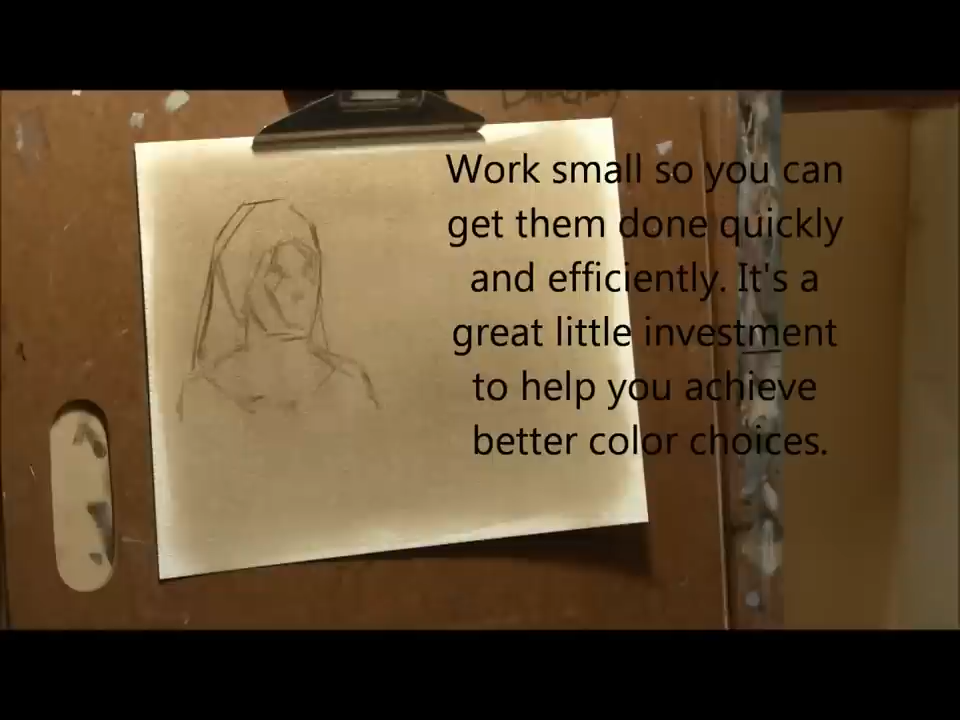 Work small so you can
get them done quickly
and efficiently. It's a
great little investment
to help you achieve
better color choices.